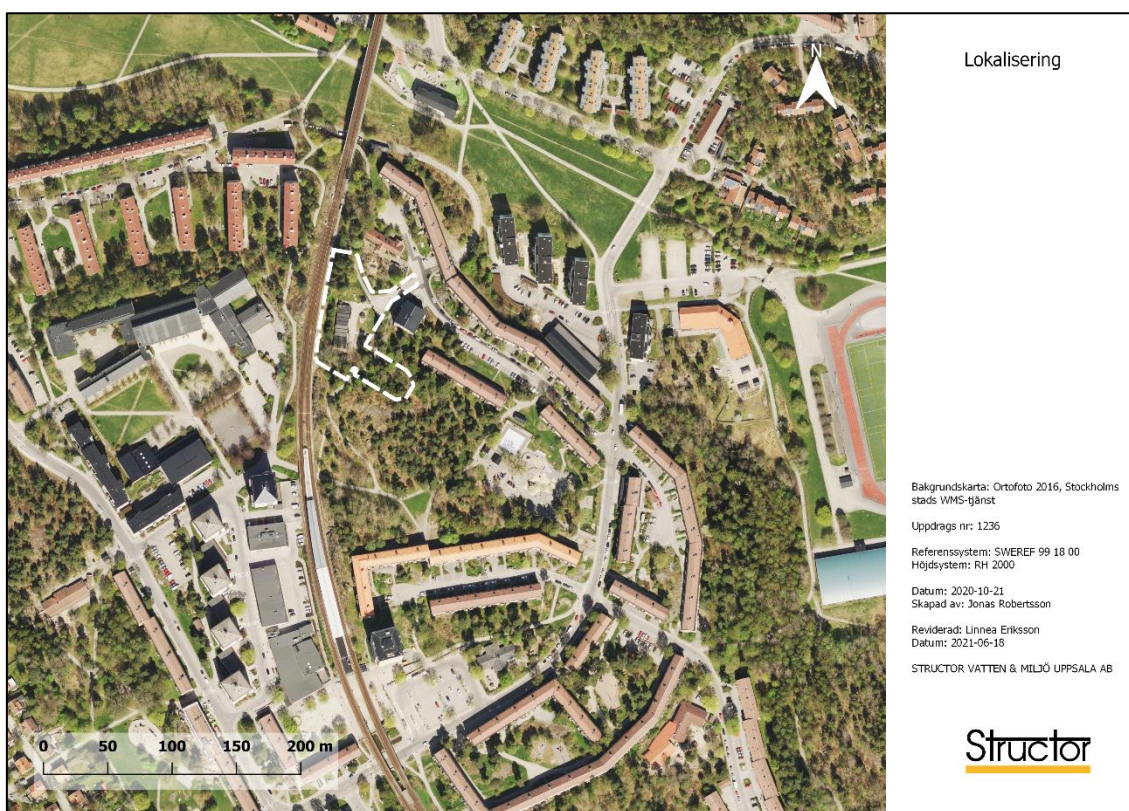 Lokalisering
N
Bakgrundskarta: Ortofoto 2016, Stockholms
stads WMS-tjänst
Uppdrags nr: 1236
Referenssystem: SWEREF 99 18 00
Höjdsystem: RH 2000
Datum: 2020-10-21
Skapad av: Jonas Robertsson
Reviderad: Linnea Eriksson
Datum: 2021-06-18
STRUCTOR VATTEN & MILJÖ UPPSALA AB
0 50 100 150 200 m
Structor